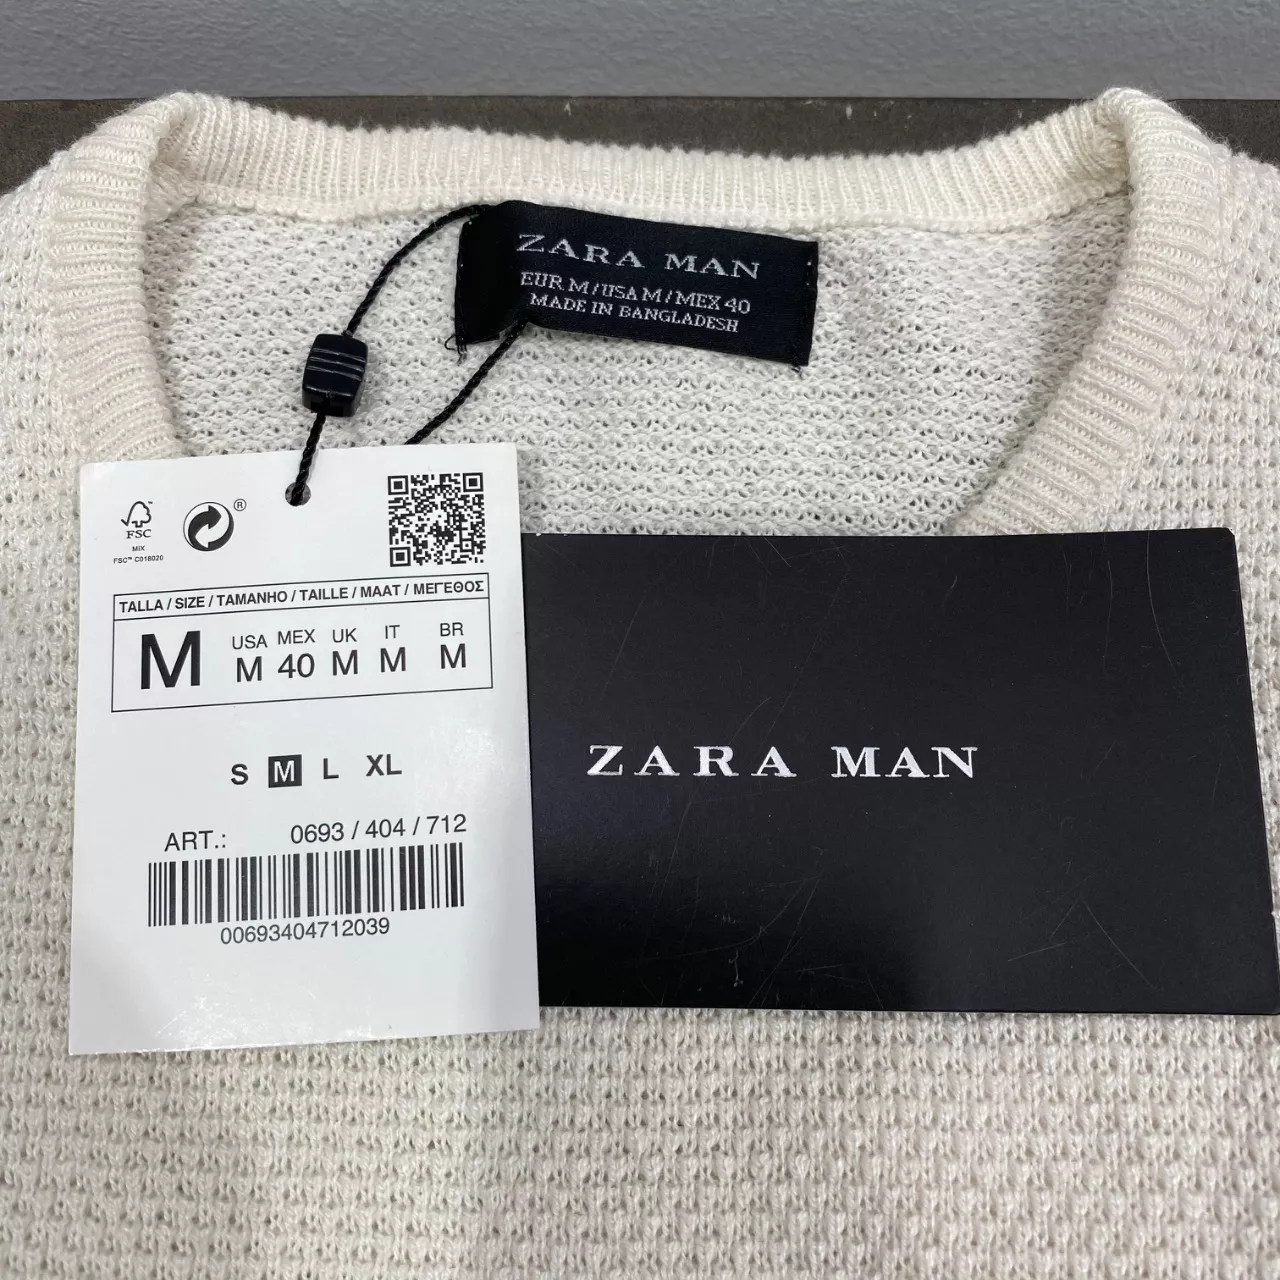 ZARA MAN
EUR M / USA M / MEX 40
MADE IN BANGLADESH
FSC
MIX
FSC™ C018020
®
TALLA / SIZE / TAMANHO / TAILLE / MAAT / ΜΕΓΕΘΟΣ
M
USA MEX UK IT BR
M 40 M M M
S M L XL
ART.: 0693 / 404 / 712
00693404712039
ZARA MAN